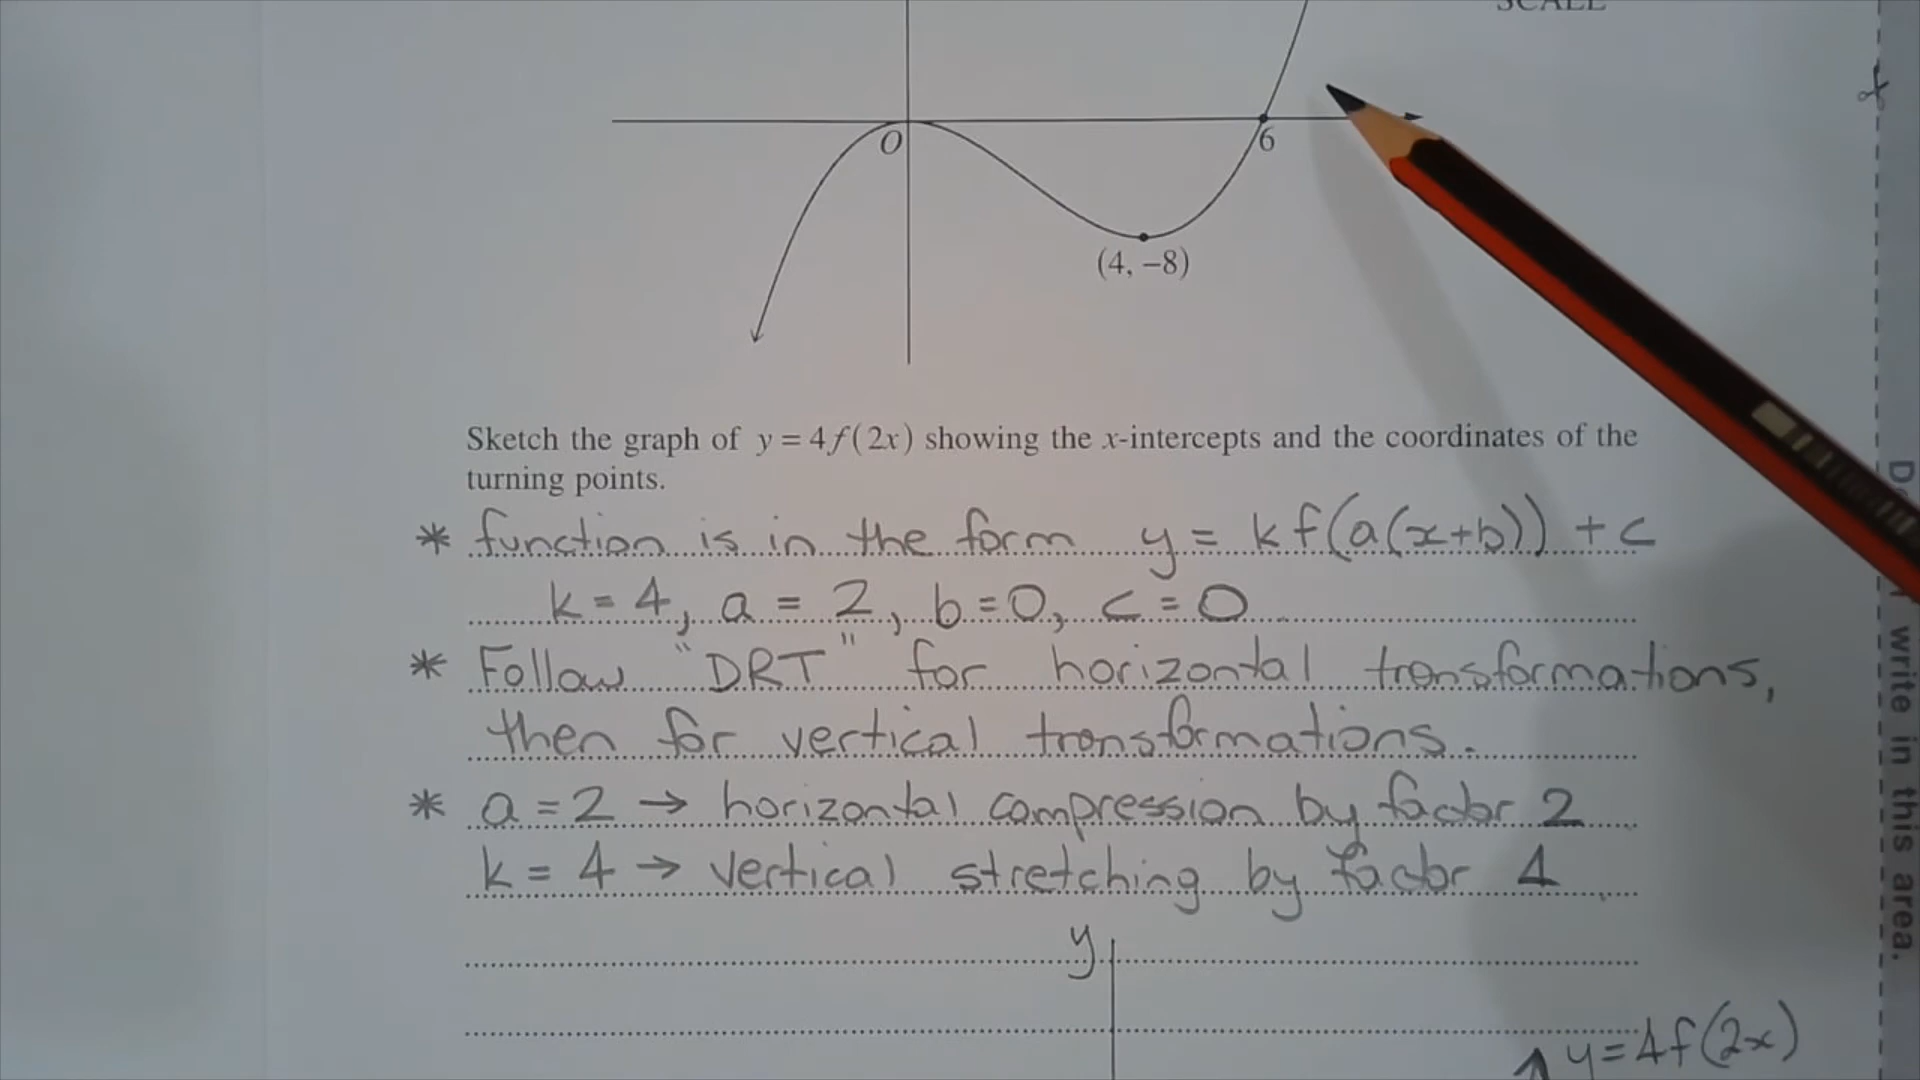 SCALE
O
6
(4, −8)
Sketch the graph of y = 4f(2x) showing the x-intercepts and the coordinates of the
turning points.
* function is in the form y = kf(a(x+b)) + c
k = 4, a = 2, b = 0, c = 0
* Follow "DRT" for horizontal transformations,
then for vertical transformations.
* a = 2 → horizontal compression by factor 2
k = 4 → vertical stretching by factor 4
y
y = 4f(2x)
write in this area.